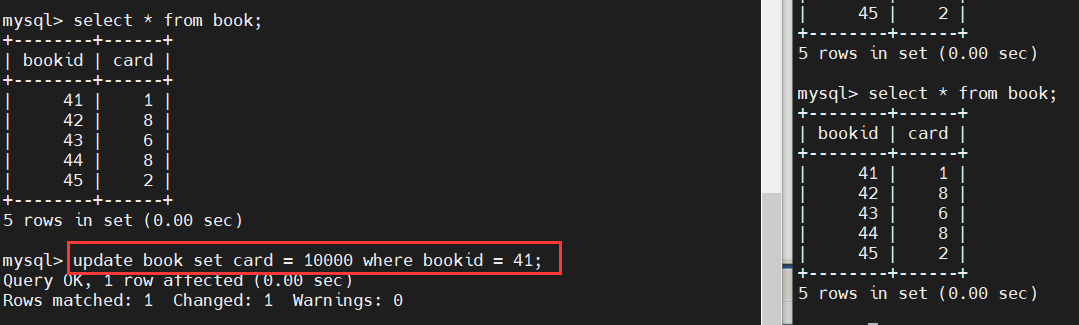 mysql> select * from book;
+--------+------+
| bookid | card |
+--------+------+
|     41 |    1 |
|     42 |    8 |
|     43 |    6 |
|     44 |    8 |
|     45 |    2 |
+--------+------+
5 rows in set (0.00 sec)
mysql> update book set card = 10000 where bookid = 41;
Query OK, 1 row affected (0.00 sec)
Rows matched: 1  Changed: 1  Warnings: 0
|     45 |    2 |
+--------+------+
5 rows in set (0.00 sec)
mysql> select * from book;
+--------+------+
| bookid | card |
+--------+------+
|     41 |    1 |
|     42 |    8 |
|     43 |    6 |
|     44 |    8 |
|     45 |    2 |
+--------+------+
5 rows in set (0.00 sec)